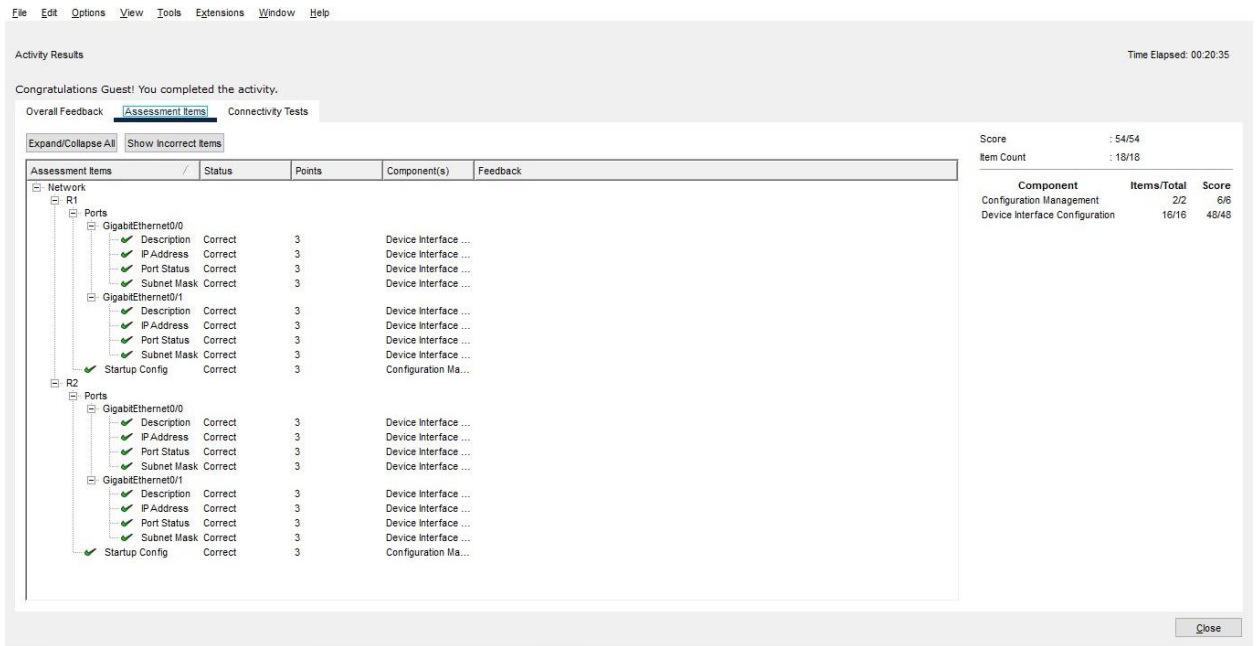 File Edit Options View Tools Extensions Window Help
Activity Results Time Elapsed: 00:20:35
Congratulations Guest! You completed the activity.
Overall Feedback Assessment Items Connectivity Tests
Expand/Collapse All Show Incorrect Items
Assessment Items / Status Points Component(s) Feedback
Network
R1
Ports
GigabitEthernet0/0
Description Correct 3 Device Interface ...
IP Address Correct 3 Device Interface ...
Port Status Correct 3 Device Interface ...
Subnet Mask Correct 3 Device Interface ...
GigabitEthernet0/1
Description Correct 3 Device Interface ...
IP Address Correct 3 Device Interface ...
Port Status Correct 3 Device Interface ...
Subnet Mask Correct 3 Device Interface ...
Startup Config Correct 3 Configuration Ma...
R2
Ports
GigabitEthernet0/0
Description Correct 3 Device Interface ...
IP Address Correct 3 Device Interface ...
Port Status Correct 3 Device Interface ...
Subnet Mask Correct 3 Device Interface ...
GigabitEthernet0/1
Description Correct 3 Device Interface ...
IP Address Correct 3 Device Interface ...
Port Status Correct 3 Device Interface ...
Subnet Mask Correct 3 Device Interface ...
Startup Config Correct 3 Configuration Ma...
Score : 54/54
Item Count : 18/18
Component Items/Total Score
Configuration Management 2/2 6/6
Device Interface Configuration 16/16 48/48
Close